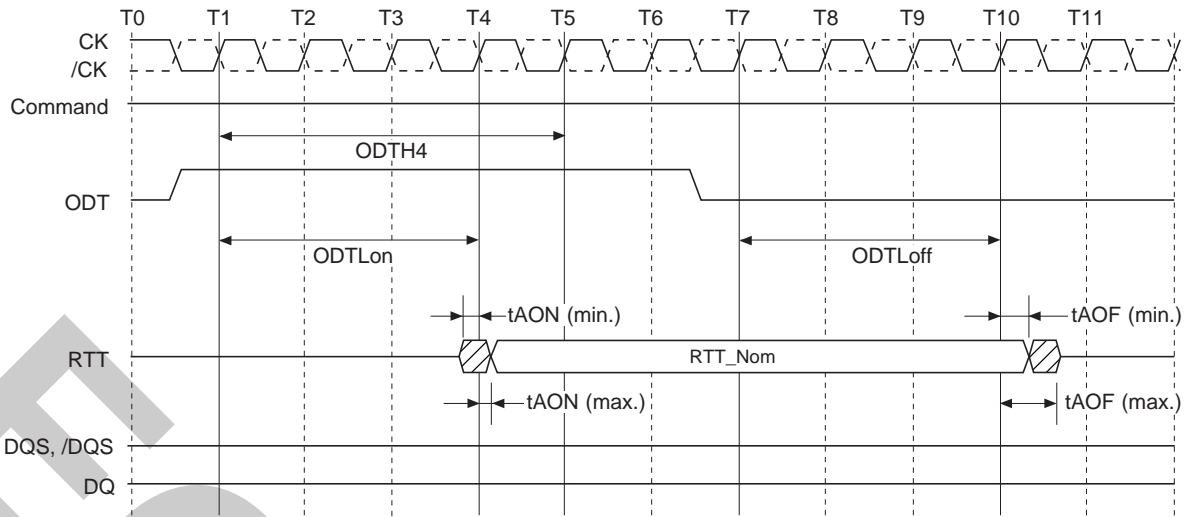 T0 T1 T2 T3 T4 T5 T6 T7 T8 T9 T10 T11
CK
/CK
Command
ODTH4
ODT
ODTLon
ODTLoff
tAON (min.)
tAOF (min.)
RTT
RTT_Nom
tAON (max.)
tAOF (max.)
DQS, /DQS
DQ